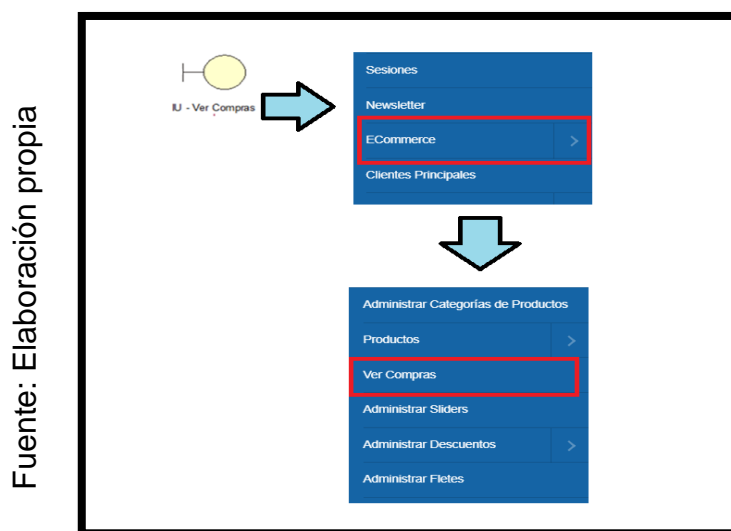 Fuente: Elaboración propia
IU - Ver Compras
Sesiones
Newsletter
ECommerce
Clientes Principales
Administrar Categorías de Productos
Productos
Ver Compras
Administrar Sliders
Administrar Descuentos
Administrar Fletes